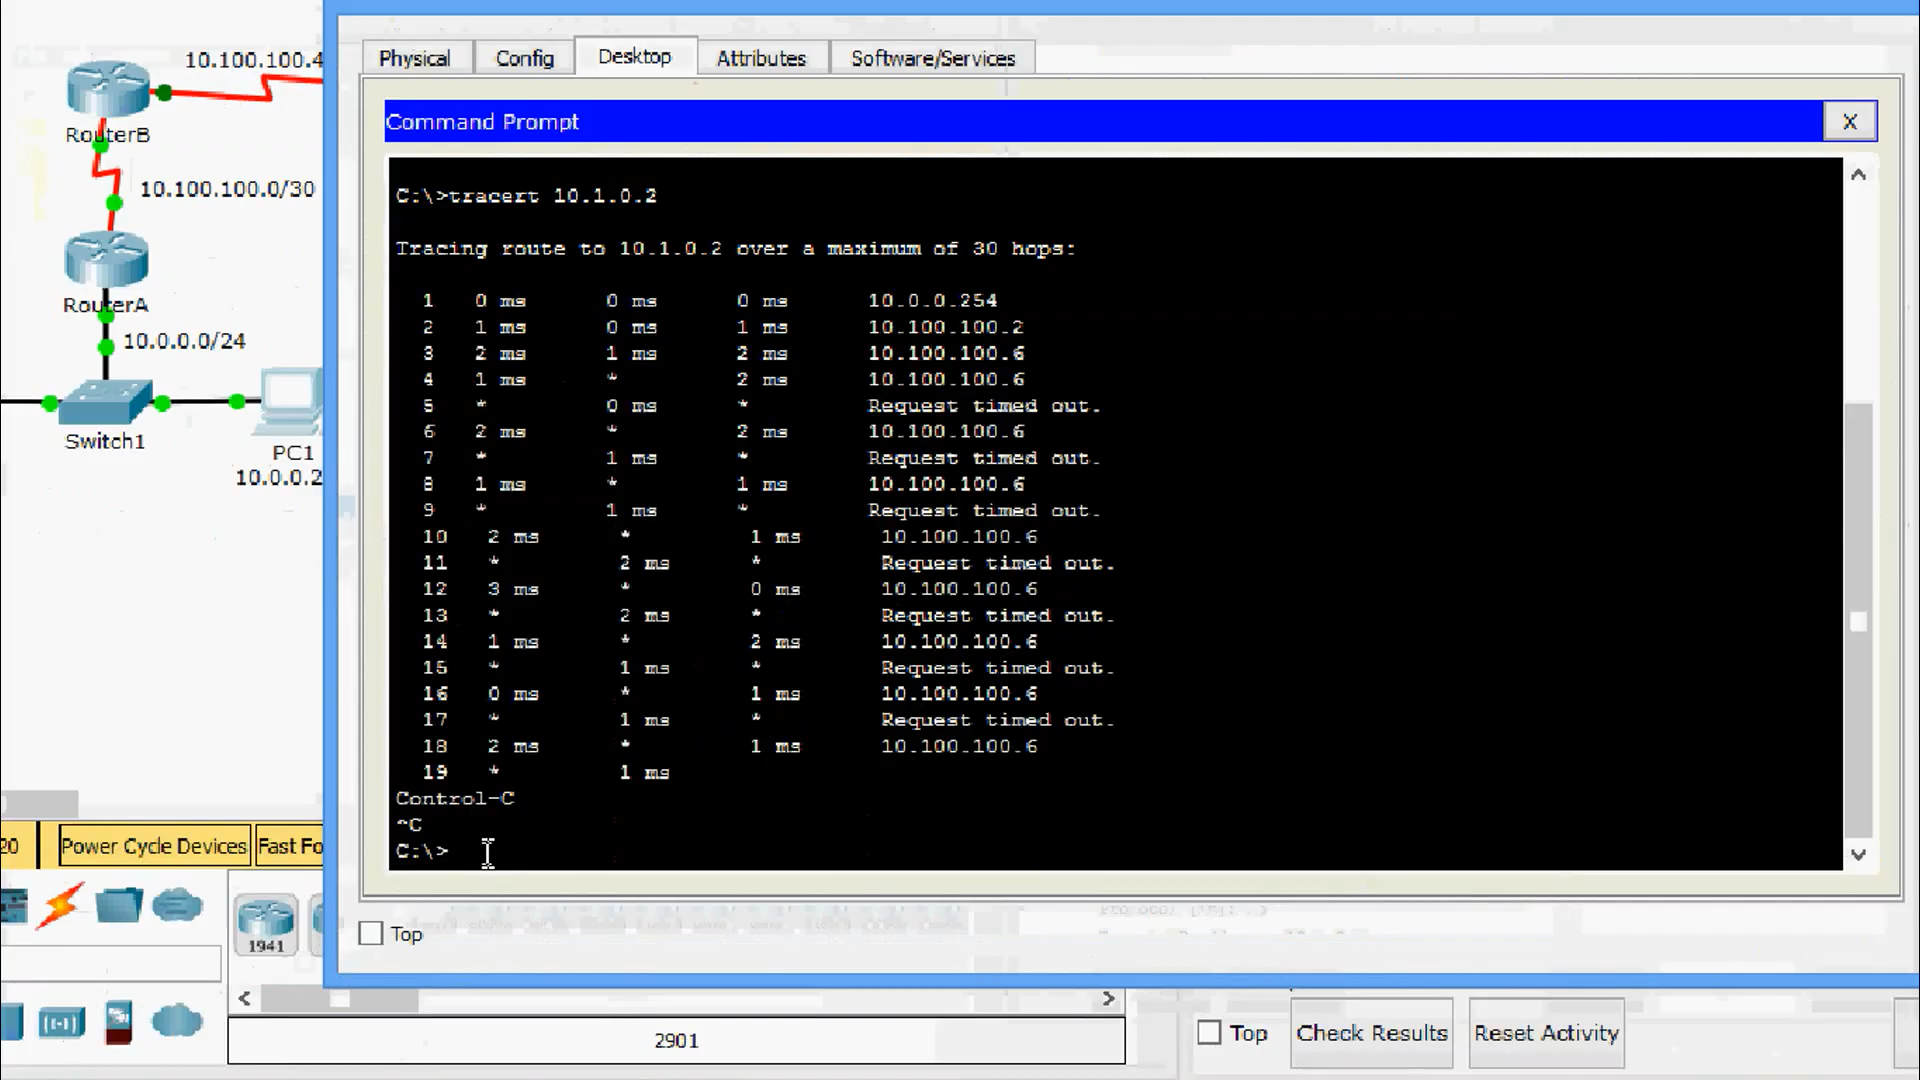 Physical Config Desktop Attributes Software/Services
Command Prompt X
C:\>tracert 10.1.0.2
Tracing route to 10.1.0.2 over a maximum of 30 hops:
1 0 ms 0 ms 0 ms 10.0.0.254
2 1 ms 0 ms 1 ms 10.100.100.2
3 2 ms 1 ms 2 ms 10.100.100.6
4 1 ms * 2 ms 10.100.100.6
5 * 0 ms * Request timed out.
6 2 ms * 2 ms 10.100.100.6
7 * 1 ms * Request timed out.
8 1 ms * 1 ms 10.100.100.6
9 * 1 ms * Request timed out.
10 2 ms * 1 ms 10.100.100.6
11 * 2 ms * Request timed out.
12 3 ms * 0 ms 10.100.100.6
13 * 2 ms * Request timed out.
14 1 ms * 2 ms 10.100.100.6
15 * 1 ms * Request timed out.
16 0 ms * 1 ms 10.100.100.6
17 * 1 ms * Request timed out.
18 2 ms * 1 ms 10.100.100.6
19 * 1 ms
Control-C
^C
C:\>
Top
10.100.100.4
RouterB
10.100.100.0/30
RouterA
10.0.0.0/24
Switch1
PC1
10.0.0.2
20 Power Cycle Devices Fast Fo
1941
2901
Top Check Results Reset Activity